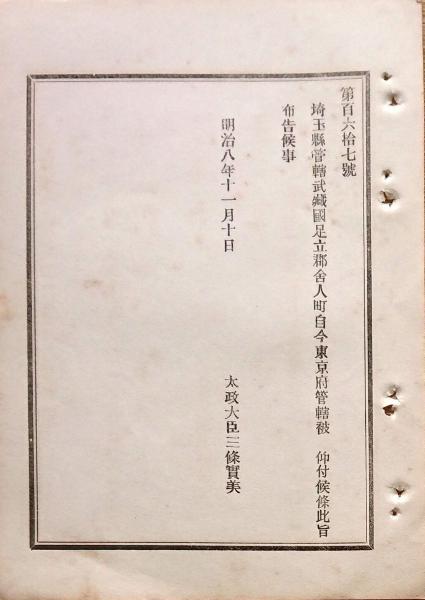 第百六拾七號
埼玉縣管轄武藏國足立郡舍人町自今東京府管轄被　仰付候條此旨
布吿候事
明治八年十一月十日
太政大臣三條實美